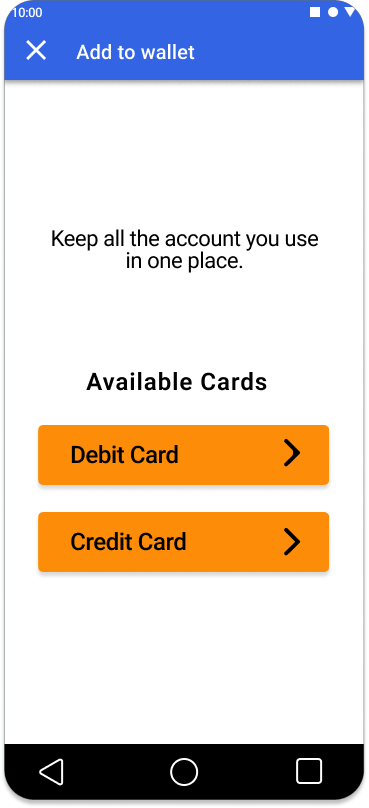 10:00
Add to wallet
Keep all the account you use
in one place.
Available Cards
Debit Card
Credit Card